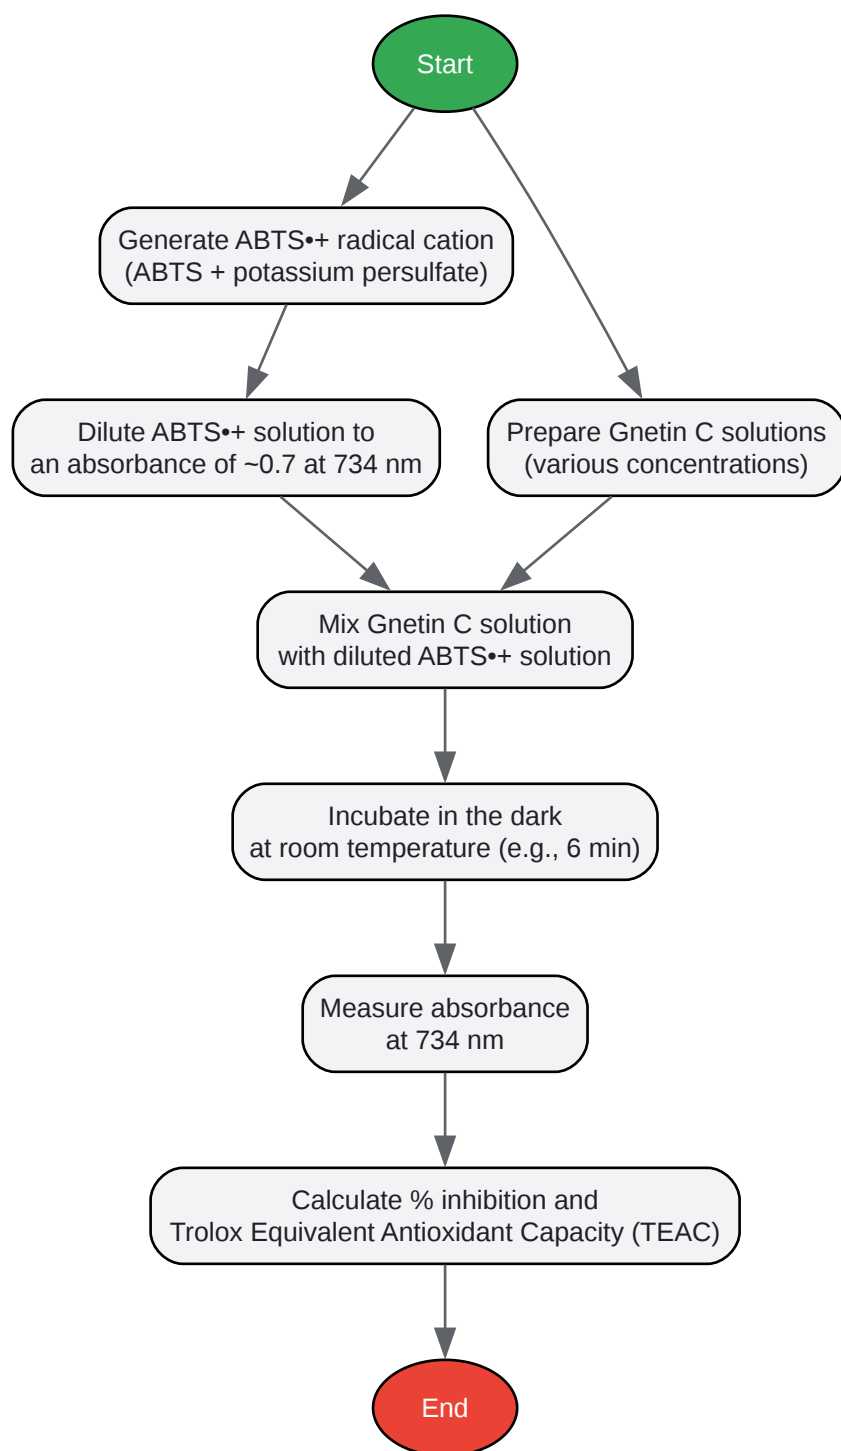 Start
Generate ABTS•+ radical cation
(ABTS + potassium persulfate)
Dilute ABTS•+ solution to
an absorbance of ~0.7 at 734 nm
Prepare Gnetin C solutions
(various concentrations)
Mix Gnetin C solution
with diluted ABTS•+ solution
Incubate in the dark
at room temperature (e.g., 6 min)
Measure absorbance
at 734 nm
Calculate % inhibition and
Trolox Equivalent Antioxidant Capacity (TEAC)
End